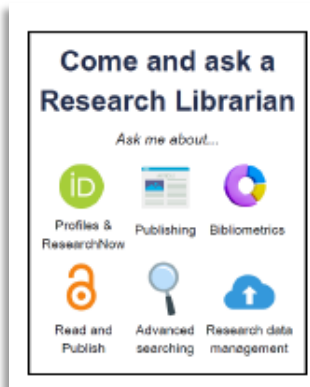 Come and ask a
Research Librarian
Ask me about...
iD
Profiles &
ResearchNow
Publishing
Bibliometrics
Read and
Publish
Advanced
searching
Research data
management